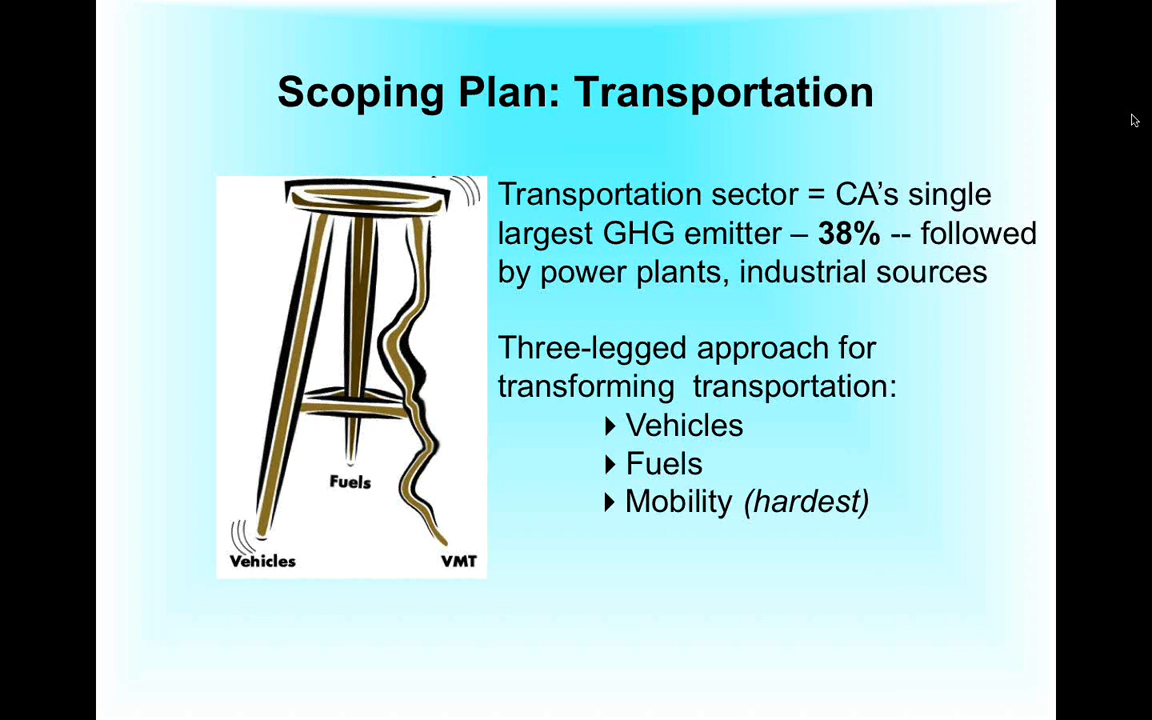 Scoping Plan: Transportation
Transportation sector = CA’s single
largest GHG emitter – 38% -- followed
by power plants, industrial sources
Three-legged approach for
transforming transportation:
Vehicles
Fuels
Mobility (hardest)
Fuels
Vehicles
VMT